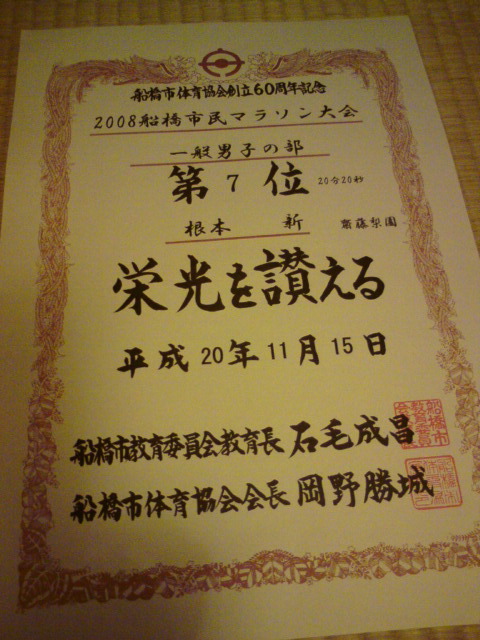 船橋市体育協会創立60周年記念
2008船橋市民マラソン大会
一般男子の部
第7位 20分20秒
根本 新 齋藤梨園
栄光を讃える
平成20年11月15日
船橋市教育委員会教育長 石毛成昌
船橋市体育協会会長 岡野勝城